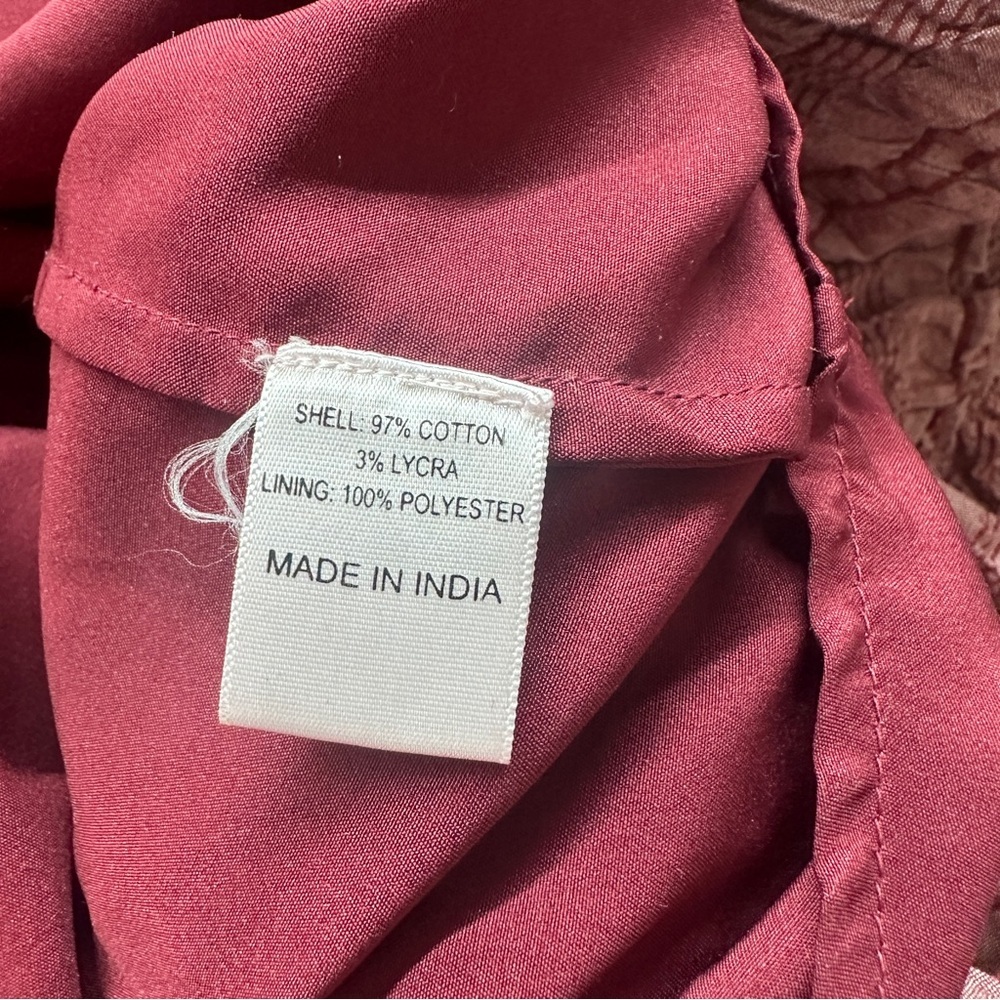 SHELL: 97% COTTON
3% LYCRA
LINING: 100% POLYESTER
MADE IN INDIA